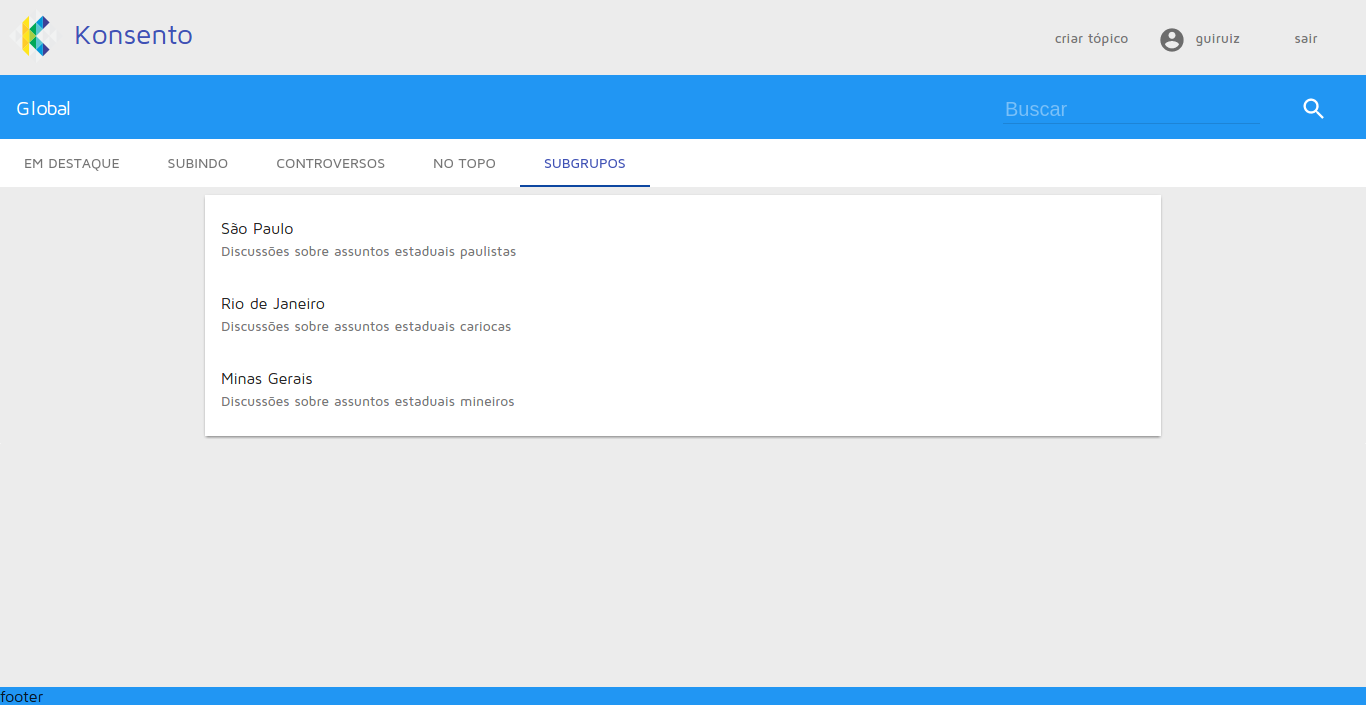 Konsento
criar tópico
guiruiz
sair
Global
Buscar
EM DESTAQUE
SUBINDO
CONTROVERSOS
NO TOPO
SUBGRUPOS
São Paulo
Discussões sobre assuntos estaduais paulistas
Rio de Janeiro
Discussões sobre assuntos estaduais cariocas
Minas Gerais
Discussões sobre assuntos estaduais mineiros
footer